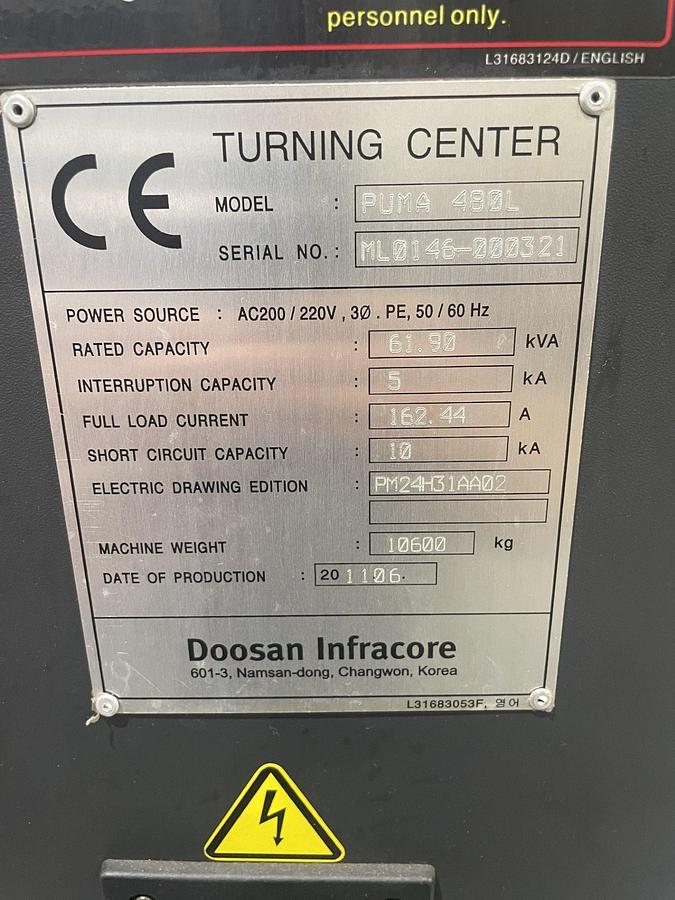 personnel only.
L31683124D / ENGLISH
CE TURNING CENTER
MODEL : PUMA 480L
SERIAL NO. : ML0146-000321
POWER SOURCE : AC200 / 220V , 3Ø . PE, 50 / 60 Hz
RATED CAPACITY : 61.90 kVA
INTERRUPTION CAPACITY : 5 kA
FULL LOAD CURRENT : 162.44 A
SHORT CIRCUIT CAPACITY : 10 kA
ELECTRIC DRAWING EDITION : PM24H31AA02
MACHINE WEIGHT : 10600 kg
DATE OF PRODUCTION : 20 11.06.
Doosan Infracore
601-3, Namsan-dong, Changwon, Korea
L31683053F, 영어